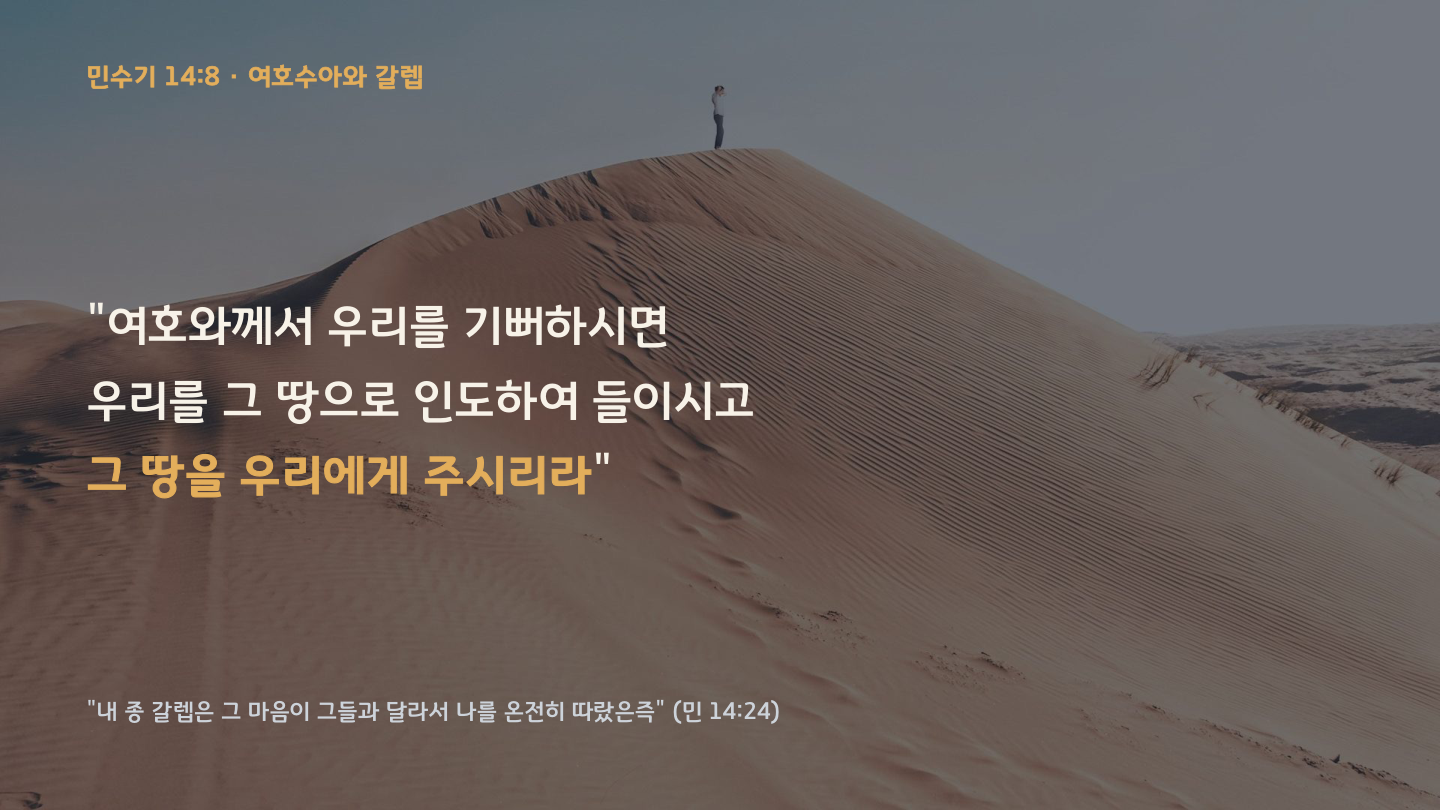 민수기 14:8 · 여호수아와 갈렙
"여호와께서 우리를 기뻐하시면
우리를 그 땅으로 인도하여 들이시고
그 땅을 우리에게 주시리라"
"내 종 갈렙은 그 마음이 그들과 달라서 나를 온전히 따랐은즉" (민 14:24)